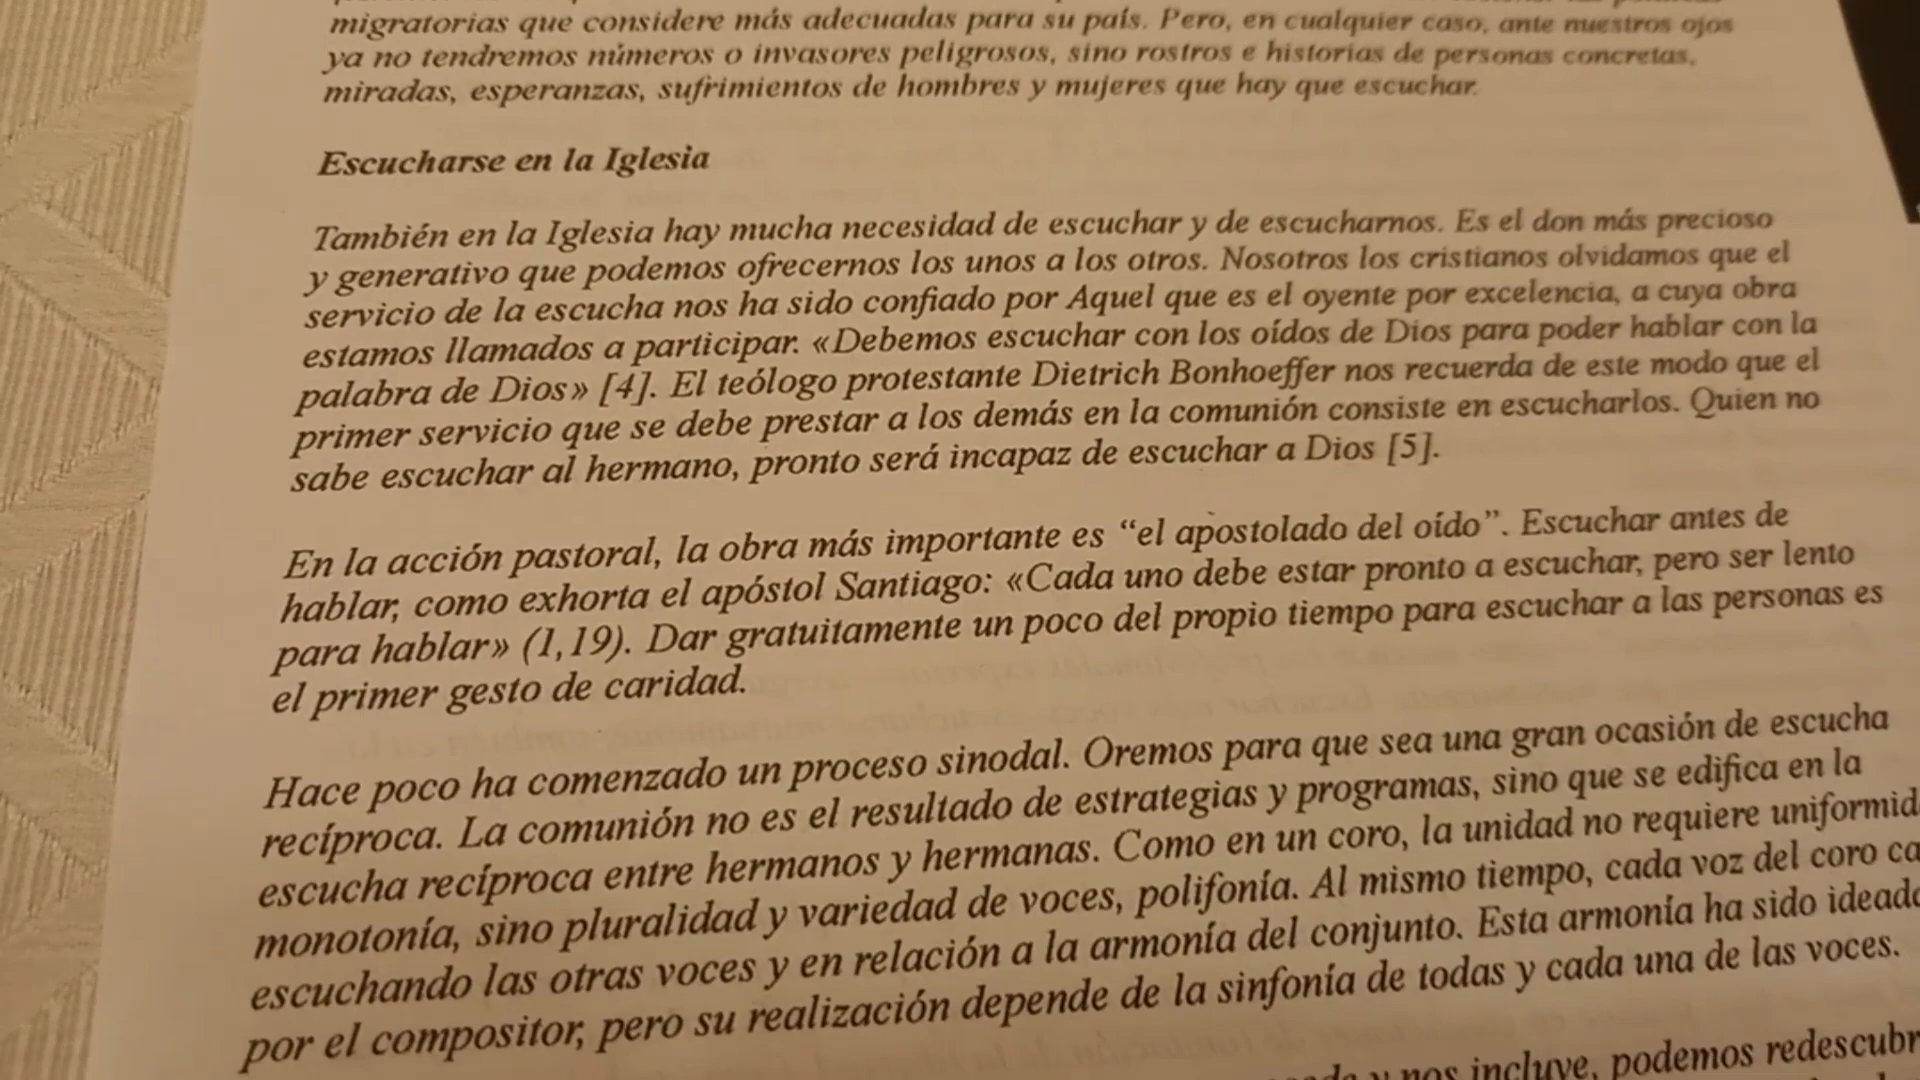 migratorias que considere más adecuadas para su país. Pero, en cualquier caso, ante nuestros ojos
ya no tendremos números o invasores peligrosos, sino rostros e historias de personas concretas,
miradas, esperanzas, sufrimientos de hombres y mujeres que hay que escuchar.
Escucharse en la Iglesia
También en la Iglesia hay mucha necesidad de escuchar y de escucharnos. Es el don más precioso
y generativo que podemos ofrecernos los unos a los otros. Nosotros los cristianos olvidamos que el
servicio de la escucha nos ha sido confiado por Aquel que es el oyente por excelencia, a cuya obra
estamos llamados a participar. «Debemos escuchar con los oídos de Dios para poder hablar con la
palabra de Dios» [4]. El teólogo protestante Dietrich Bonhoeffer nos recuerda de este modo que el
primer servicio que se debe prestar a los demás en la comunión consiste en escucharlos. Quien no
sabe escuchar al hermano, pronto será incapaz de escuchar a Dios [5].
En la acción pastoral, la obra más importante es “el apostolado del oído”. Escuchar antes de
hablar, como exhorta el apóstol Santiago: «Cada uno debe estar pronto a escuchar, pero ser lento
para hablar» (1,19). Dar gratuitamente un poco del propio tiempo para escuchar a las personas es
el primer gesto de caridad.
Hace poco ha comenzado un proceso sinodal. Oremos para que sea una gran ocasión de escucha
recíproca. La comunión no es el resultado de estrategias y programas, sino que se edifica en la
escucha recíproca entre hermanos y hermanas. Como en un coro, la unidad no requiere uniformid
monotonía, sino pluralidad y variedad de voces, polifonía. Al mismo tiempo, cada voz del coro ca
escuchando las otras voces y en relación a la armonía del conjunto. Esta armonía ha sido ideada
por el compositor, pero su realización depende de la sinfonía de todas y cada una de las voces.
y nos incluye, podemos redescubr